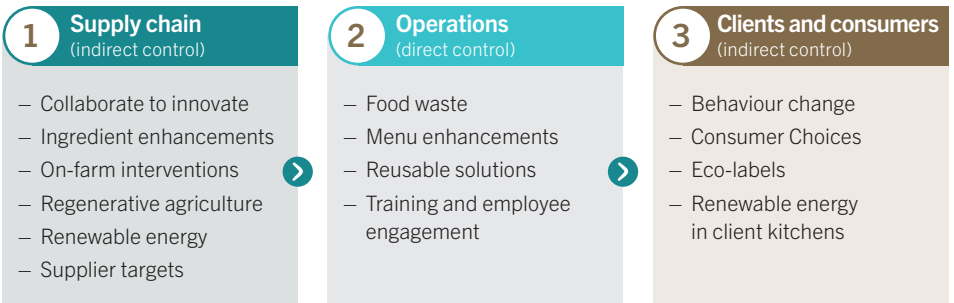 1
Supply chain
(indirect control)
– Collaborate to innovate
– Ingredient enhancements
– On-farm interventions
– Regenerative agriculture
– Renewable energy
– Supplier targets
2
Operations
(direct control)
– Food waste
– Menu enhancements
– Reusable solutions
– Training and employee
engagement
3
Clients and consumers
(indirect control)
– Behaviour change
– Consumer Choices
– Eco-labels
– Renewable energy
in client kitchens